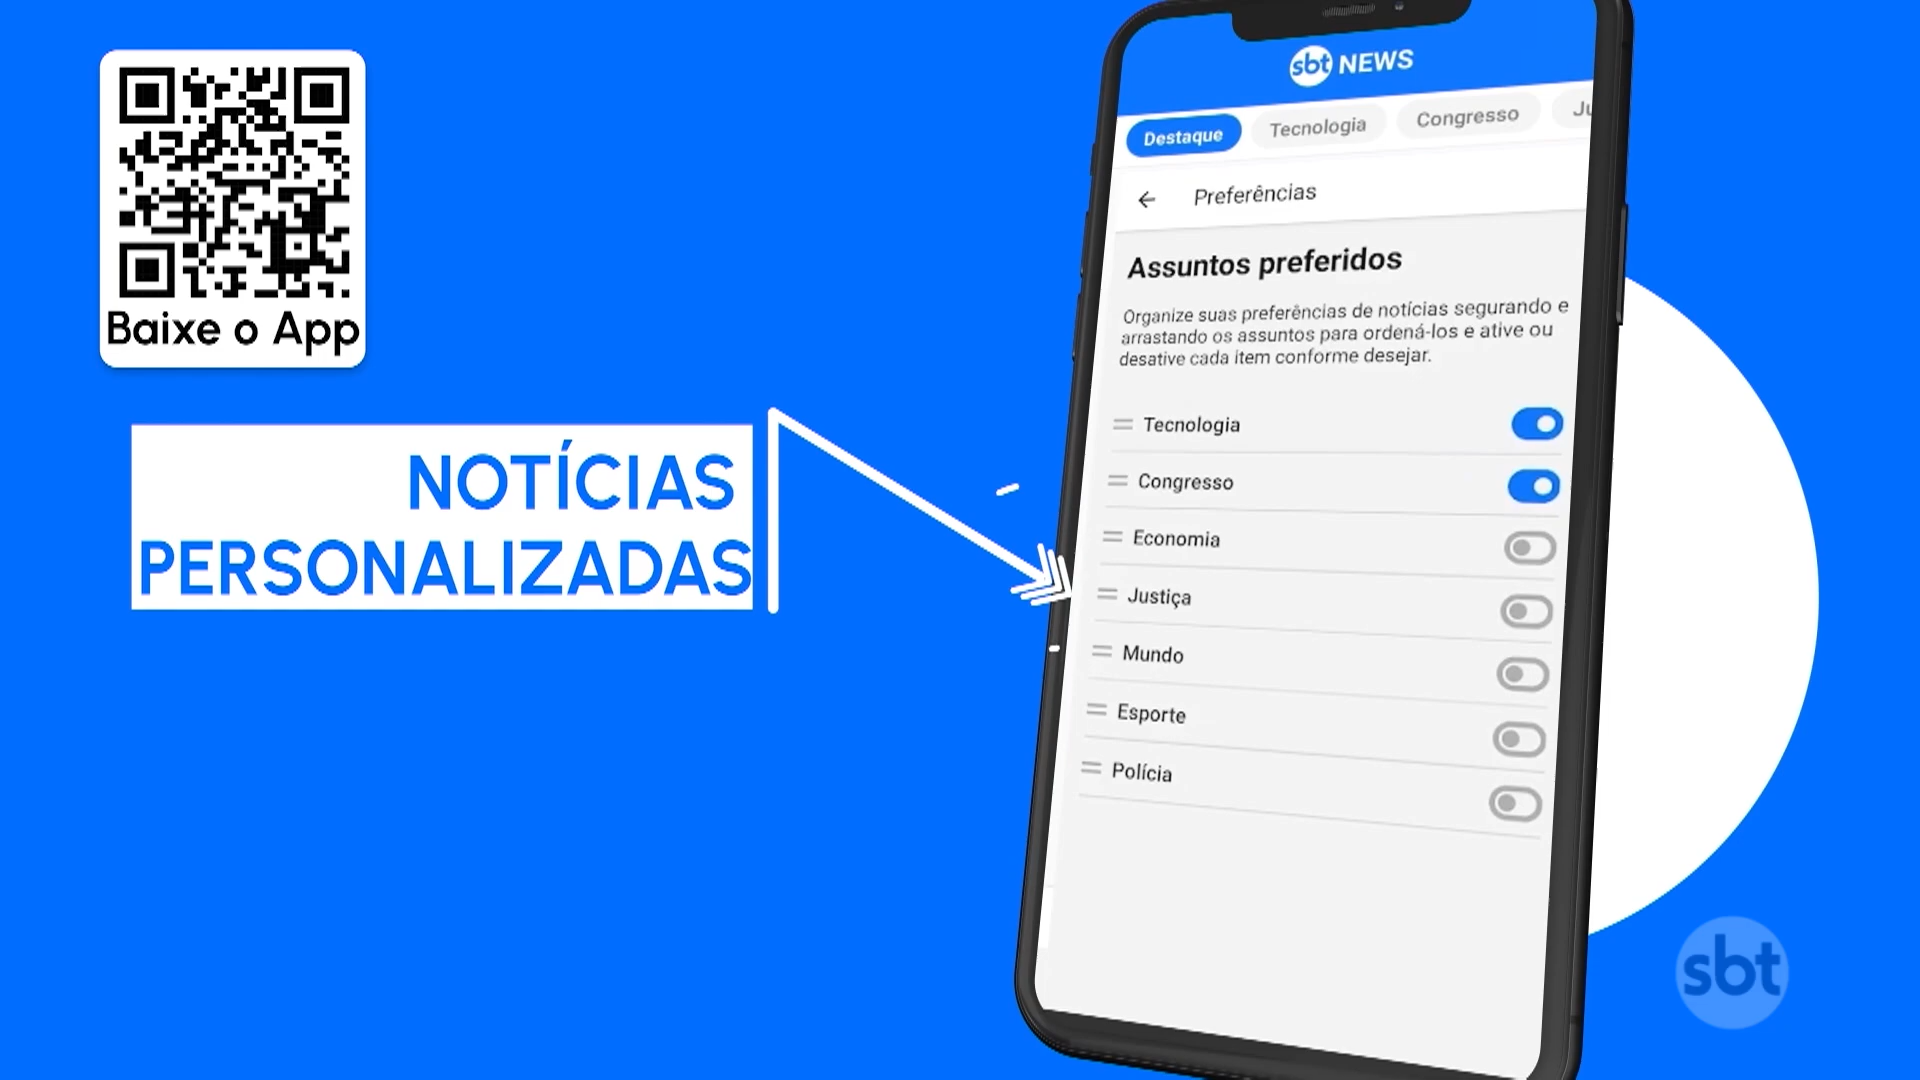 Baixe o App
NOTÍCIAS
PERSONALIZADAS
sbt NEWS
Destaque
Tecnologia
Congresso
Ju
Preferências
Assuntos preferidos
Organize suas preferências de notícias segurando e
arrastando os assuntos para ordená-los e ative ou
desative cada item conforme desejar.
Tecnologia
Congresso
Economia
Justiça
Mundo
Esporte
Polícia
sbt